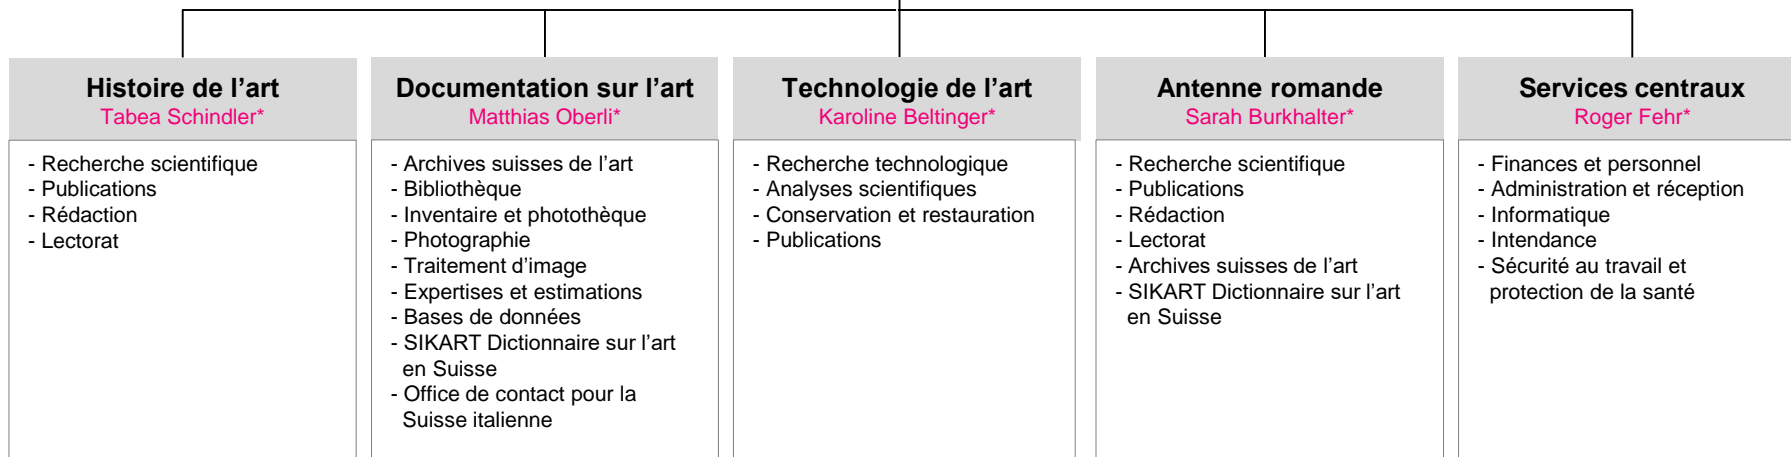 Histoire de l’art
Tabea Schindler*
- Recherche scientifique
- Publications
- Rédaction
- Lectorat
Documentation sur l’art
Matthias Oberli*
- Archives suisses de l’art
- Bibliothèque
- Inventaire et photothèque
- Photographie
- Traitement d’image
- Expertises et estimations
- Bases de données
- SIKART Dictionnaire sur l’art
en Suisse
- Office de contact pour la
Suisse italienne
Technologie de l’art
Karoline Beltinger*
- Recherche technologique
- Analyses scientifiques
- Conservation et restauration
- Publications
Antenne romande
Sarah Burkhalter*
- Recherche scientifique
- Publications
- Rédaction
- Lectorat
- Archives suisses de l’art
- SIKART Dictionnaire sur l’art
en Suisse
Services centraux
Roger Fehr*
- Finances et personnel
- Administration et réception
- Informatique
- Intendance
- Sécurité au travail et
protection de la santé